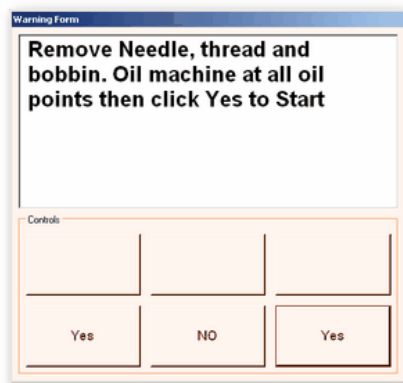 Warning Form
Remove Needle, thread and
bobbin. Oil machine at all oil
points then click Yes to Start
Controls
Yes NO Yes